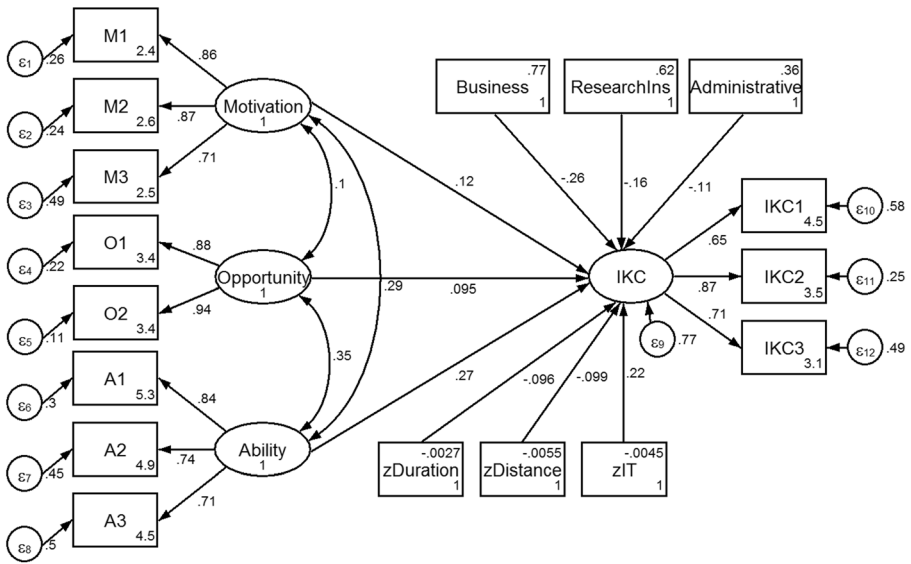 M1
2.4
ε1
.26
.86
M2
2.6
ε2
.24
.87
Motivation
1
M3
2.5
ε3
.49
.71
O1
3.4
ε4
.22
.88
.1
Opportunity
1
O2
3.4
ε5
.11
.94
.29
A1
5.3
ε6
.3
.84
.35
A2
4.9
ε7
.45
.74
Ability
1
A3
4.5
ε8
.5
.71
.12
.095
.27
.77
Business
1
.62
ResearchIns
1
.36
Administrative
1
-.26
-.16
-.11
IKC
ε9
.77
.65
IKC1
4.5
ε10
.58
.87
IKC2
3.5
ε11
.25
.71
IKC3
3.1
ε12
.49
-.096
-.099
.22
-.0027
zDuration
1
-.0055
zDistance
1
-.0045
zIT
1